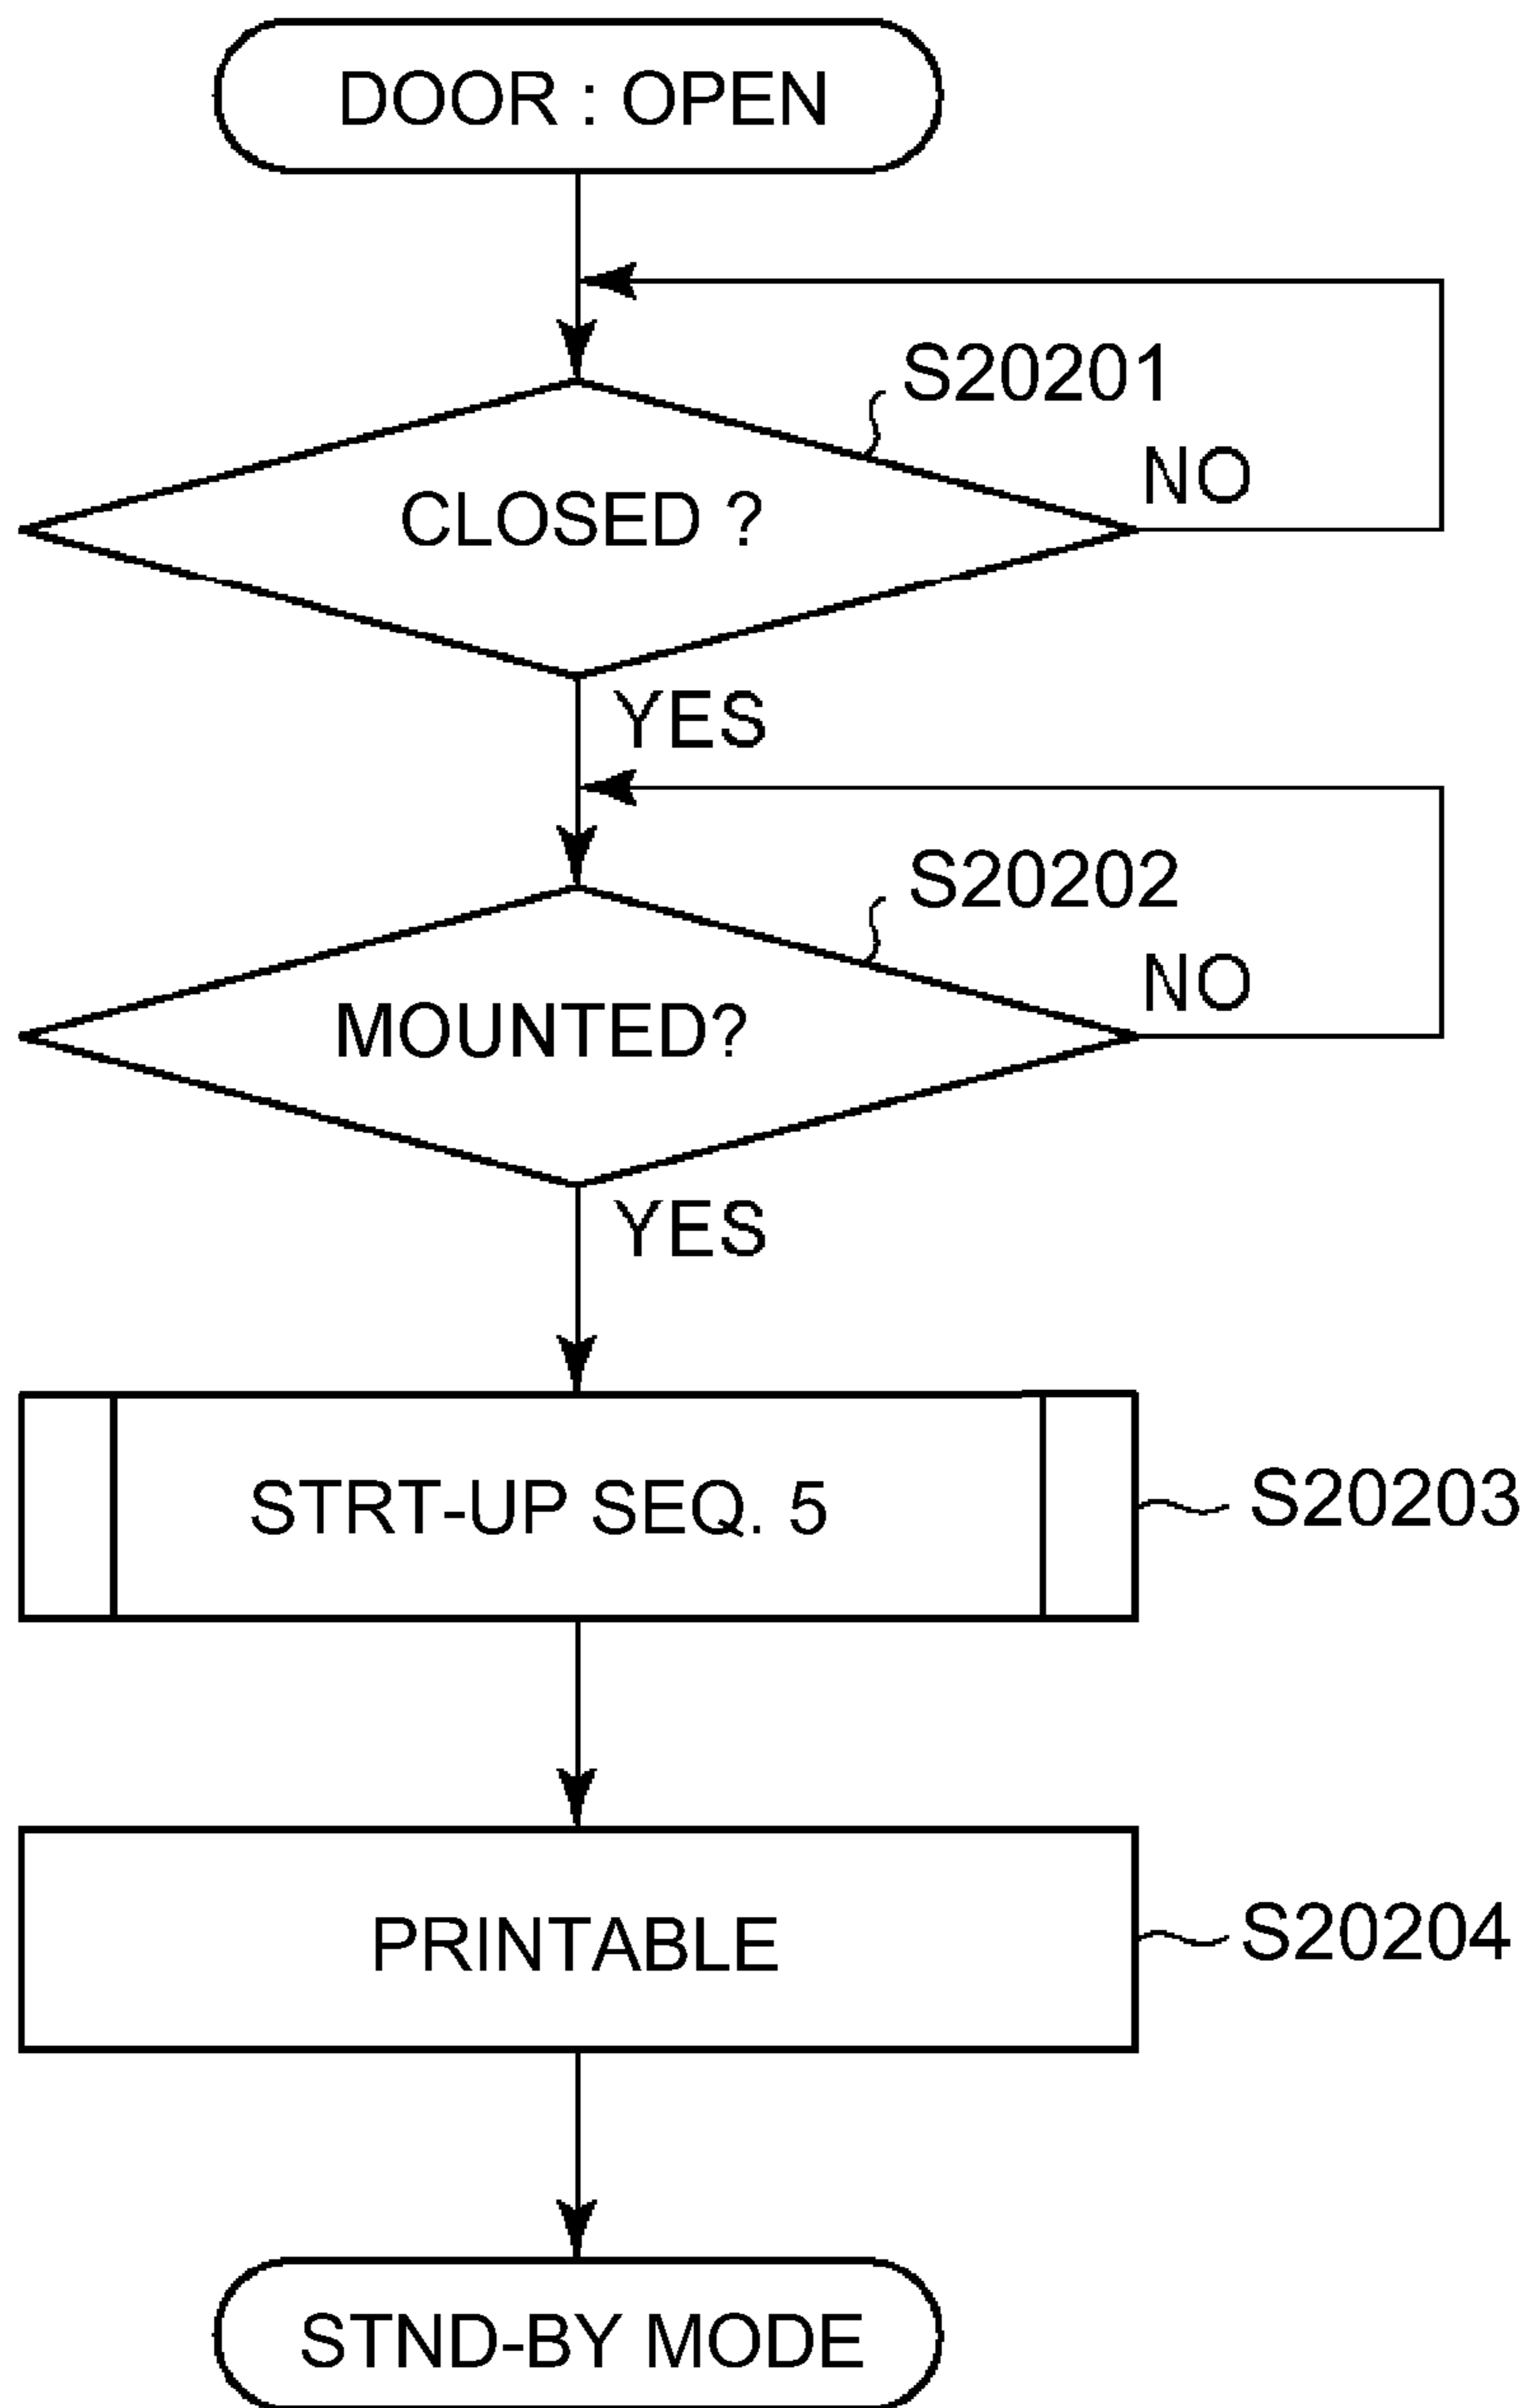 DOOR : OPEN
S20201
NO
CLOSED ?
YES
S20202
NO
MOUNTED?
YES
STRT-UP SEQ. 5
S20203
PRINTABLE
S20204
STND-BY MODE